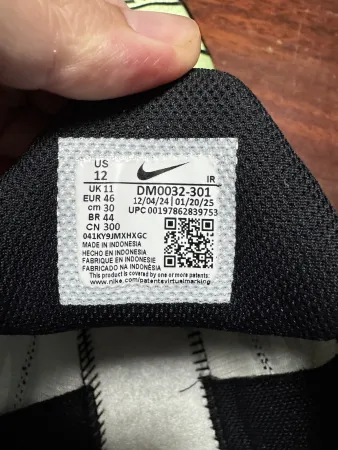 US
12
IR
UK 11
EUR 46
cm 30
BR 44
CN 300
DM0032-301
12/04/24 | 01/20/25
UPC 00197862839753
041KY9JMXHXGC
MADE IN INDONESIA
HECHO EN INDONESIA
FABRIQUE EN INDONESIE
FABRICADO NA INDONÉSIA
This product is covered by one or more patents:
www.nike.com/patentsvirtualmarking